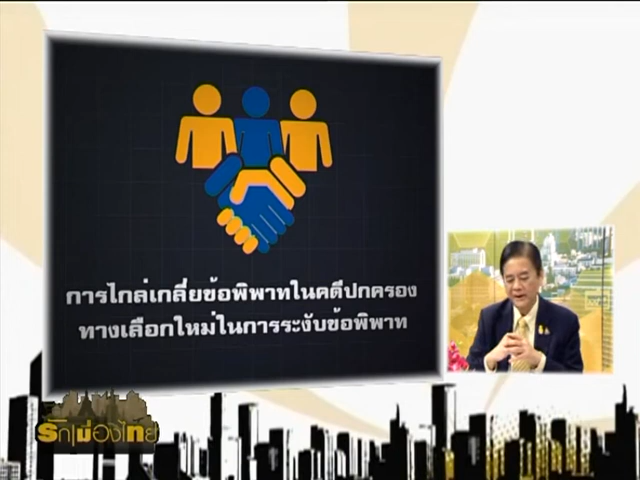 การไกล่เกลี่ยข้อพิพาทในคดีปกครอง
ทางเลือกใหม่ในการระงับข้อพิพาท
รักเมืองไทย